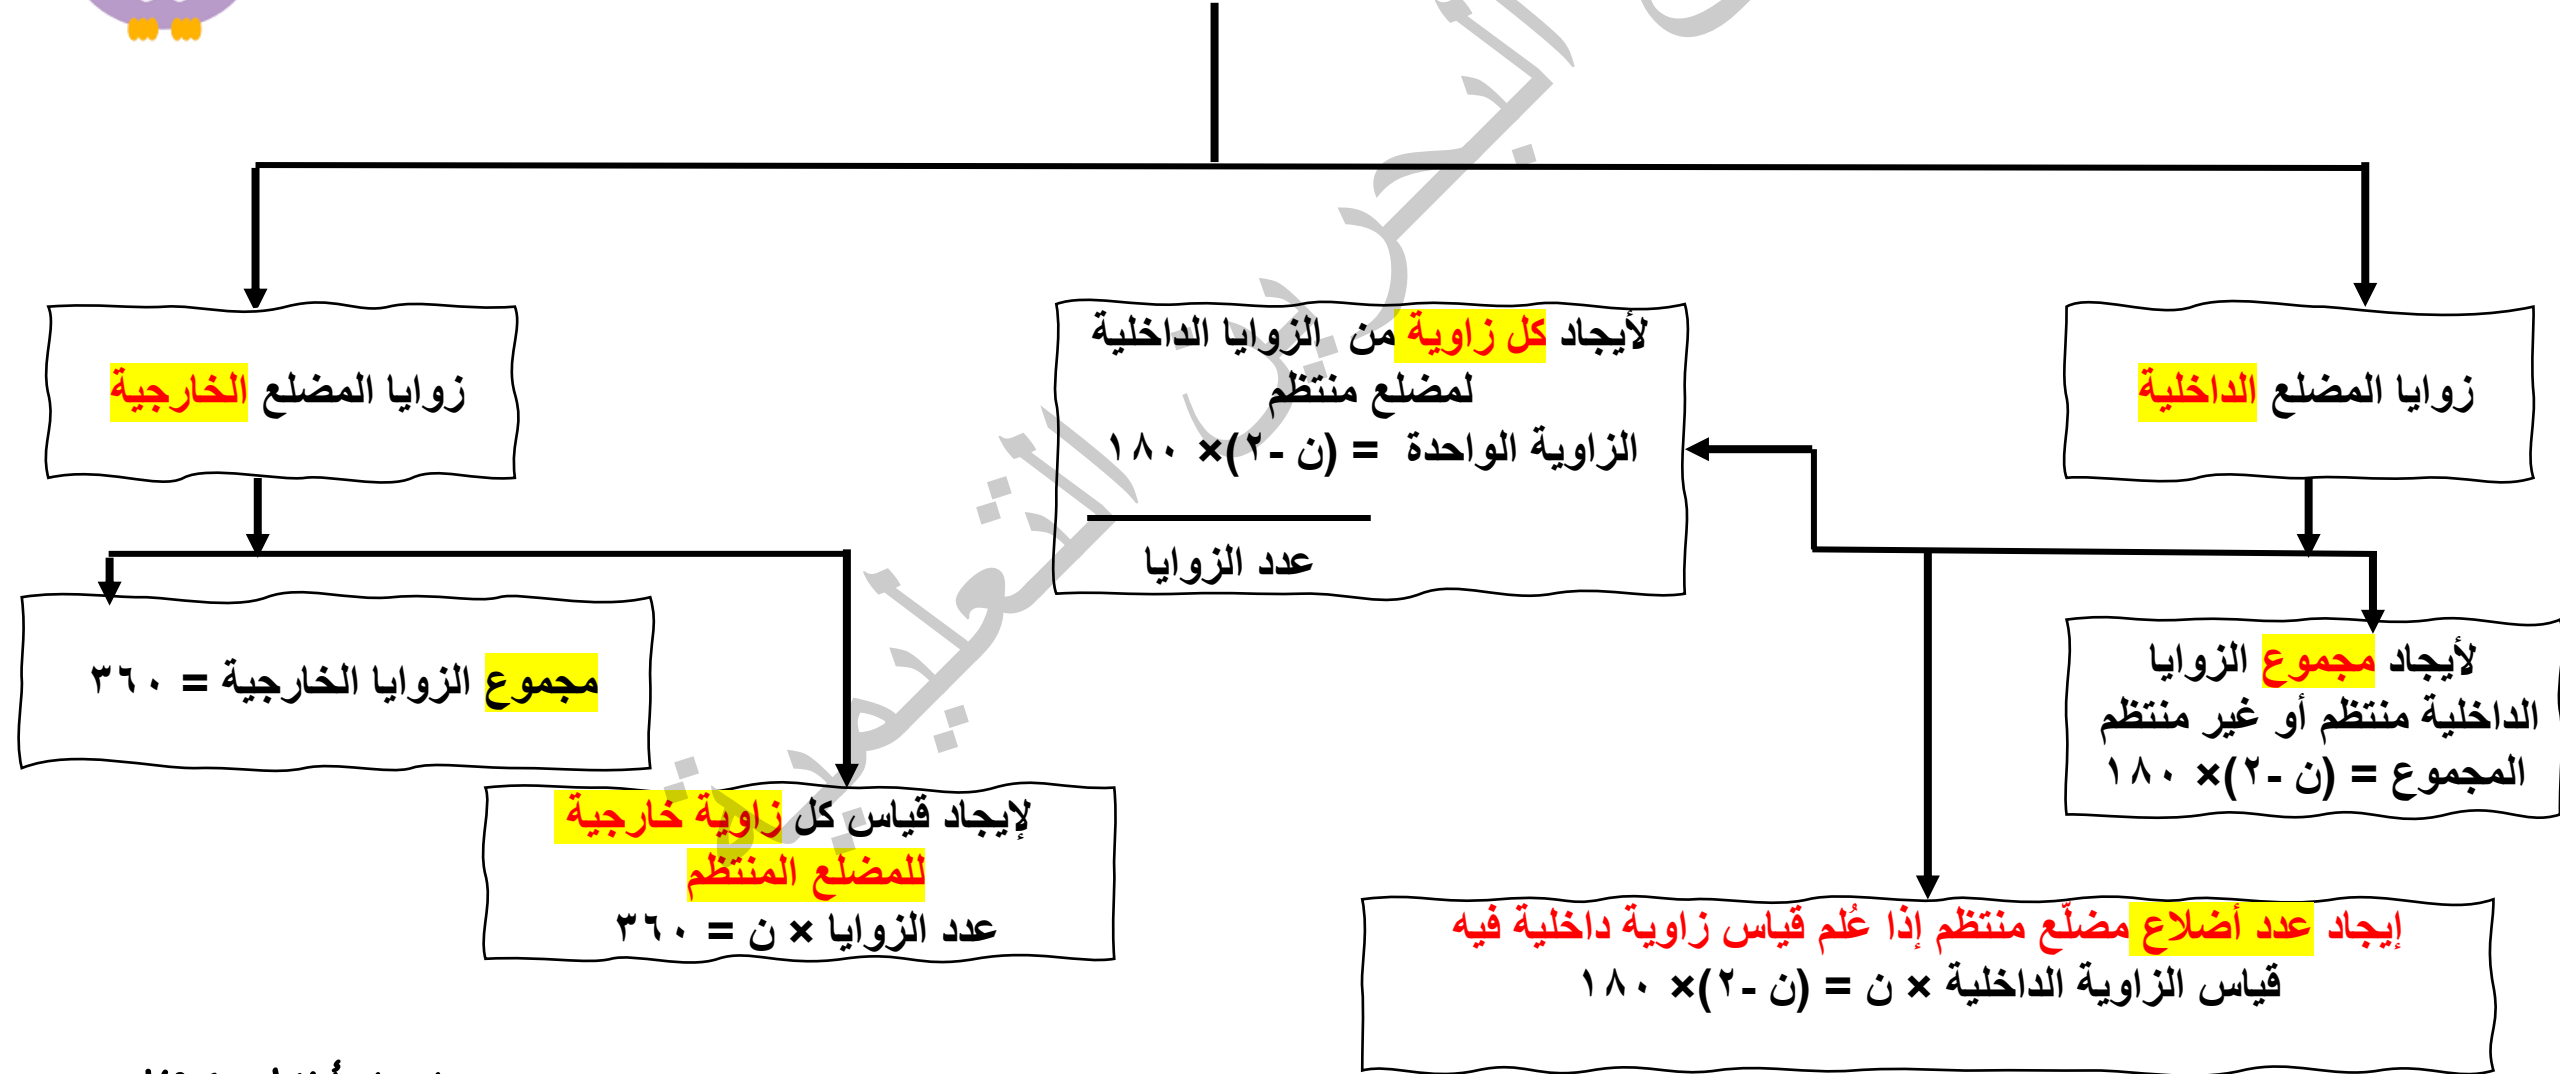 زوايا المضلع الداخلية
لأيجاد كل زاوية من الزوايا الداخلية
لمضلع منتظم
الزاوية الواحدة = (ن -٢)× ١٨٠
عدد الزوايا
زوايا المضلع الخارجية
لأيجاد مجموع الزوايا
الداخلية منتظم أو غير منتظم
المجموع = (ن -٢)× ١٨٠
مجموع الزوايا الخارجية = ٣٦٠
لإيجاد قياس كل زاوية خارجية
للمضلع المنتظم
عدد الزوايا × ن = ٣٦٠
إيجاد عدد أضلاع مضلّع منتظم إذا عُلم قياس زاوية داخلية فيه
قياس الزاوية الداخلية × ن = (ن -٢)× ١٨٠
البحرين التعليمية